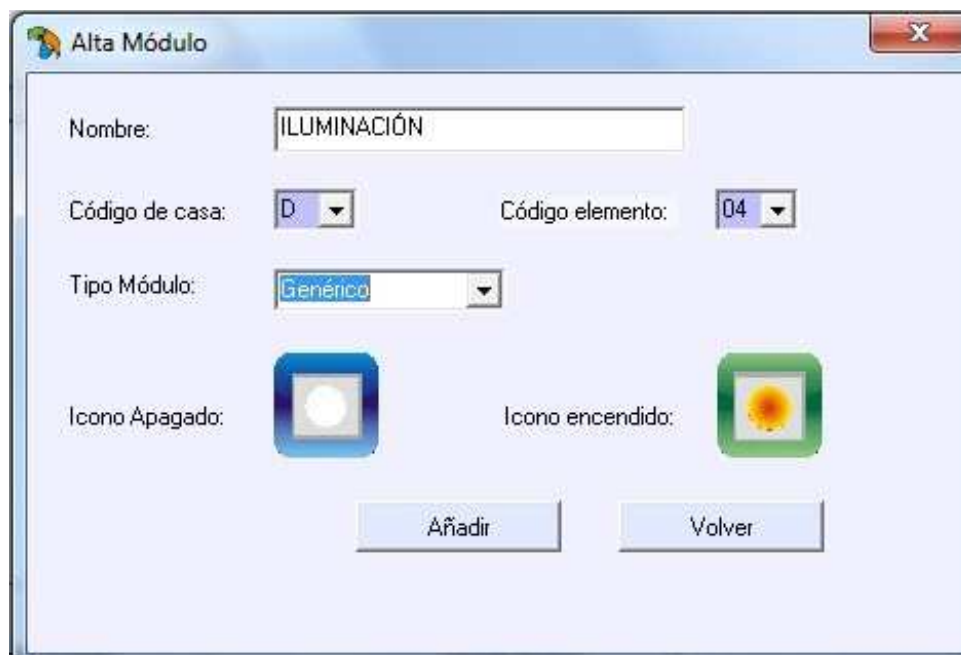 Alta Módulo
Nombre: ILUMINACIÓN
Código de casa: D Código elemento: 04
Tipo Módulo: Genérico
Icono Apagado: Icono encendido:
Añadir Volver